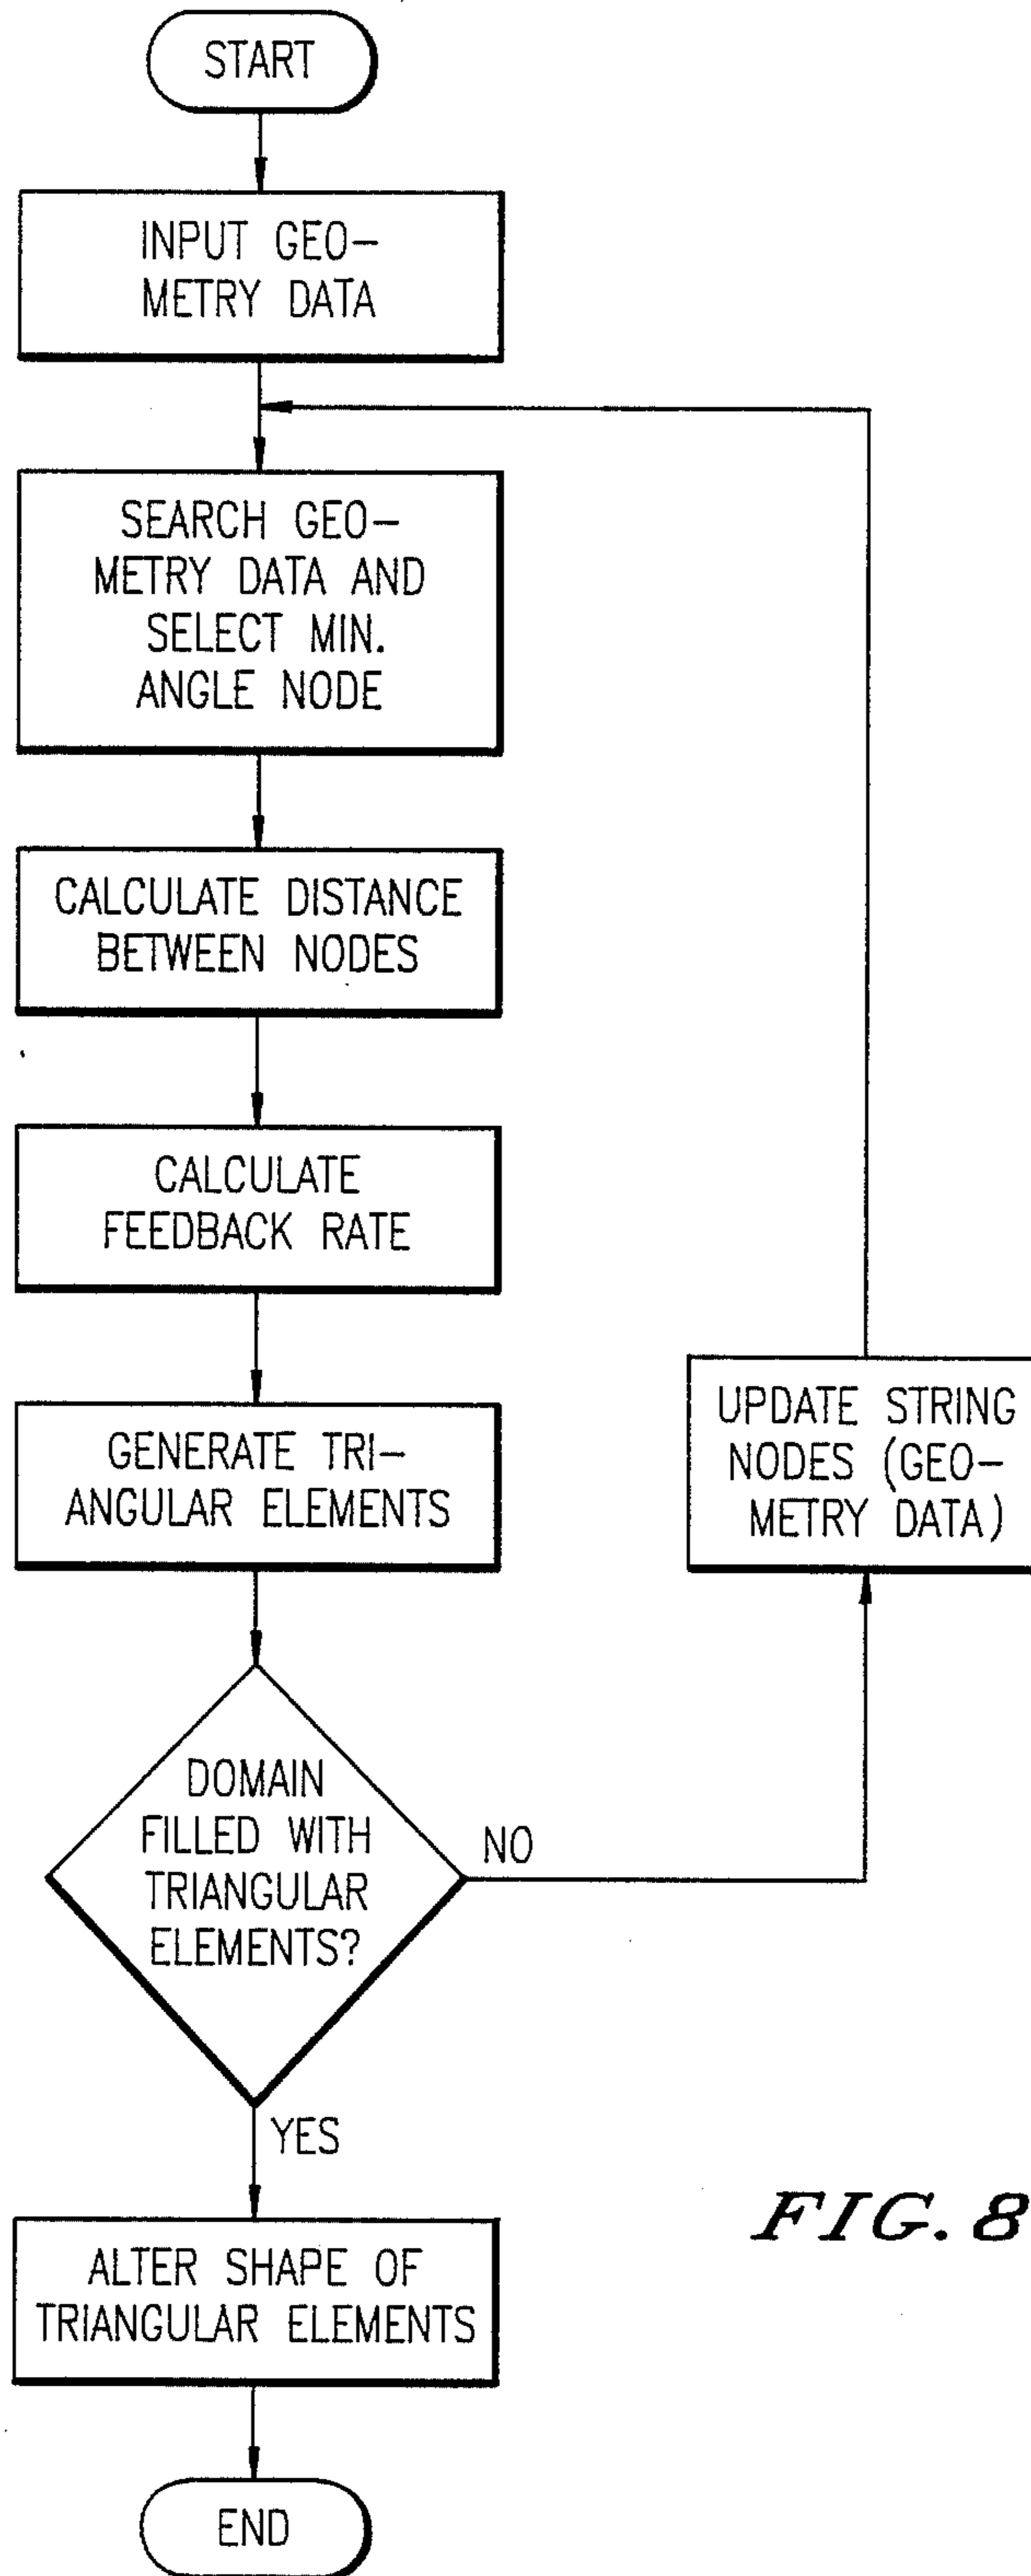 START
INPUT GEO-
METRY DATA
SEARCH GEO-
METRY DATA AND
SELECT MIN.
ANGLE NODE
CALCULATE DISTANCE
BETWEEN NODES
CALCULATE
FEEDBACK RATE
GENERATE TRI-
ANGULAR ELEMENTS
DOMAIN
FILLED WITH
TRIANGULAR
ELEMENTS?
NO
UPDATE STRING
NODES (GEO-
METRY DATA)
YES
ALTER SHAPE OF
TRIANGULAR ELEMENTS
END
FIG. 8